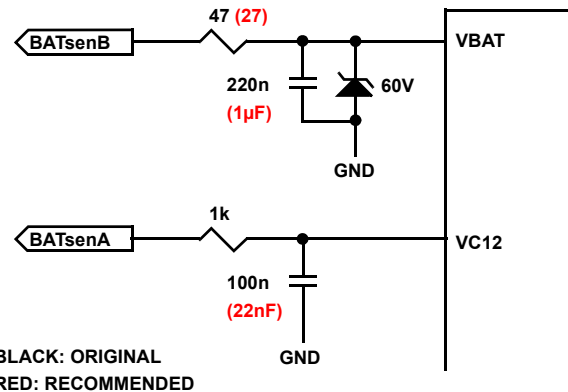 47 (27)
BATsenB
VBAT
220n
(1µF)
60V
GND
1k
BATsenA
VC12
100n
(22nF)
GND
BLACK: ORIGINAL
RED: RECOMMENDED